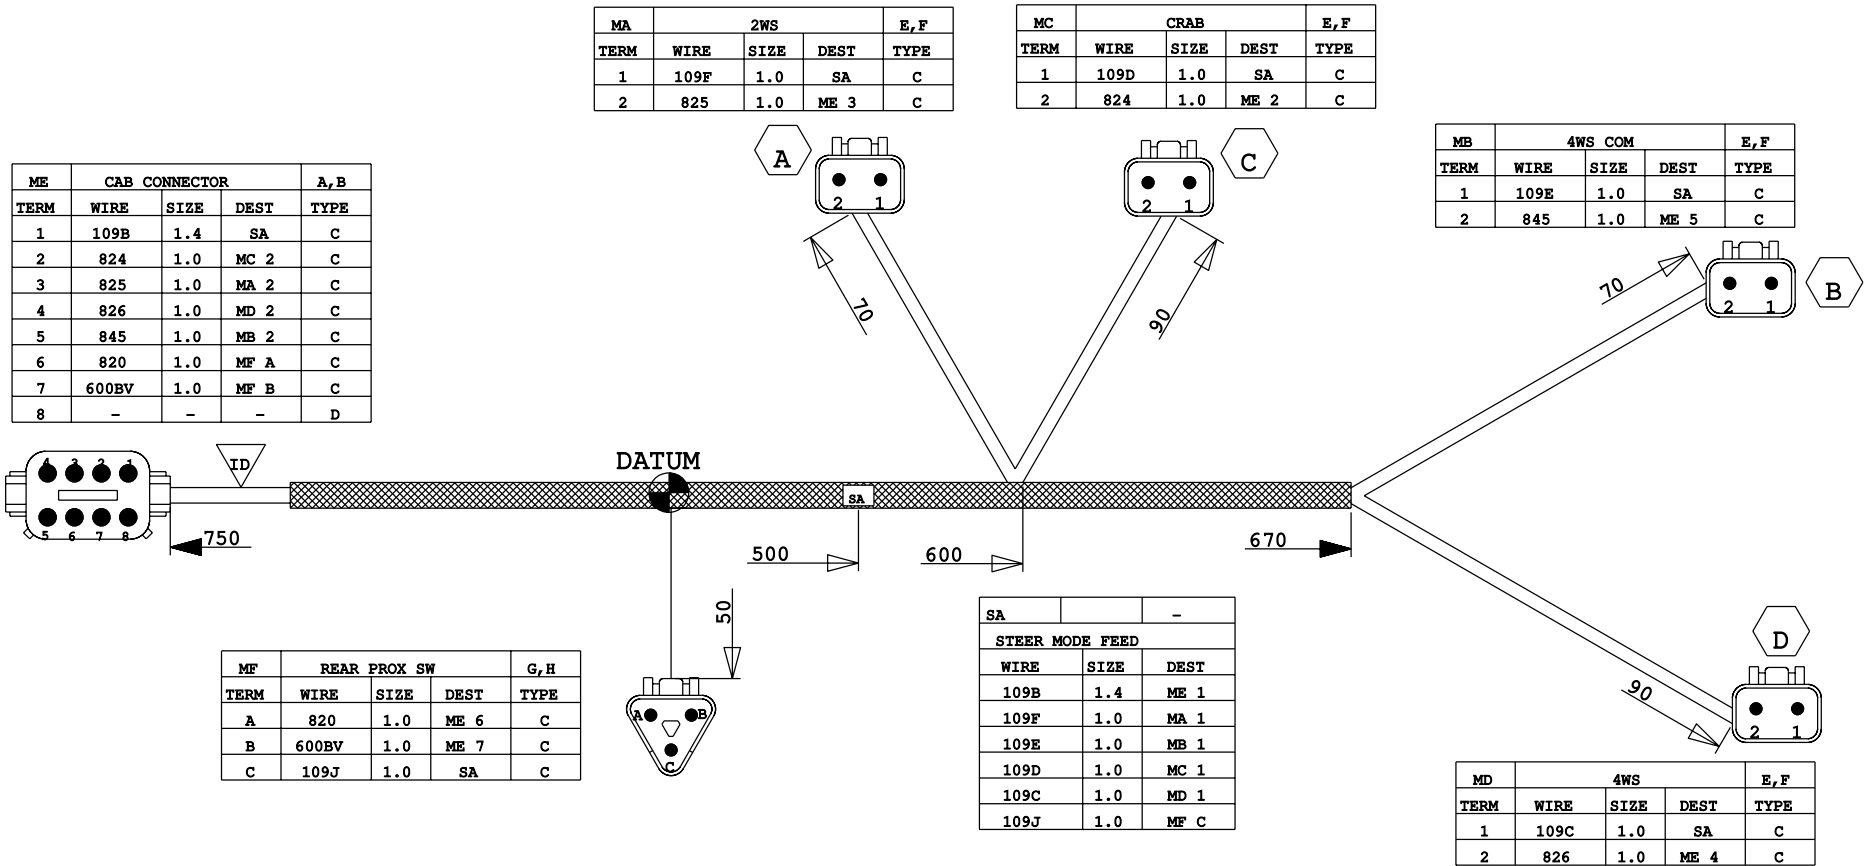 MA 2WS E,F
TERM WIRE SIZE DEST TYPE
1 109F 1.0 SA C
2 825 1.0 ME 3 C
MC CRAB E,F
TERM WIRE SIZE DEST TYPE
1 109D 1.0 SA C
2 824 1.0 ME 2 C
MB 4WS COM E,F
TERM WIRE SIZE DEST TYPE
1 109E 1.0 SA C
2 845 1.0 ME 5 C
ME CAB CONNECTOR A,B
TERM WIRE SIZE DEST TYPE
1 109B 1.4 SA C
2 824 1.0 MC 2 C
3 825 1.0 MA 2 C
4 826 1.0 MD 2 C
5 845 1.0 MB 2 C
6 820 1.0 MF A C
7 600BV 1.0 MF B C
8 - - - D
A
2 1
C
2 1
B
2 1
70
90
70
4 3 2 1
5 6 7 8
ID
DATUM
SA
750
500
600
670
50
90
D
2 1
A B
C
MF REAR PROX SW G,H
TERM WIRE SIZE DEST TYPE
A 820 1.0 ME 6 C
B 600BV 1.0 ME 7 C
C 109J 1.0 SA C
SA -
STEER MODE FEED
WIRE SIZE DEST
109B 1.4 ME 1
109F 1.0 MA 1
109E 1.0 MB 1
109D 1.0 MC 1
109C 1.0 MD 1
109J 1.0 MF C
MD 4WS E,F
TERM WIRE SIZE DEST TYPE
1 109C 1.0 SA C
2 826 1.0 ME 4 C